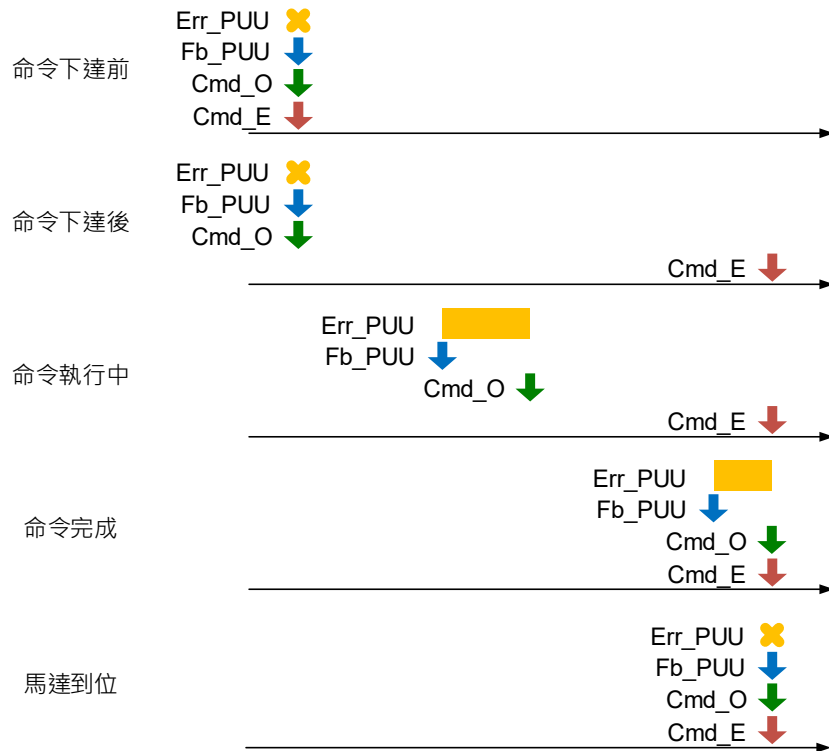 命令下達前
Err_PUU
Fb_PUU
Cmd_O
Cmd_E
命令下達後
Err_PUU
Fb_PUU
Cmd_O
Cmd_E
命令執行中
Err_PUU
Fb_PUU
Cmd_O
Cmd_E
命令完成
Err_PUU
Fb_PUU
Cmd_O
Cmd_E
馬達到位
Err_PUU
Fb_PUU
Cmd_O
Cmd_E